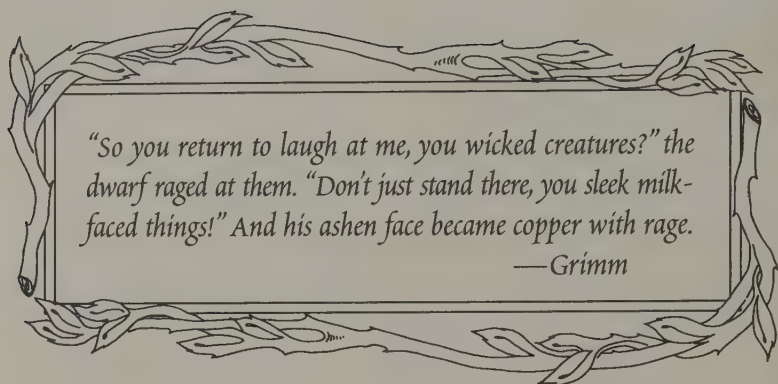 “So you return to laugh at me, you wicked creatures?” the
dwarf raged at them. “Don't just stand there, you sleek milk-
faced things!” And his ashen face became copper with rage.
—Grimm